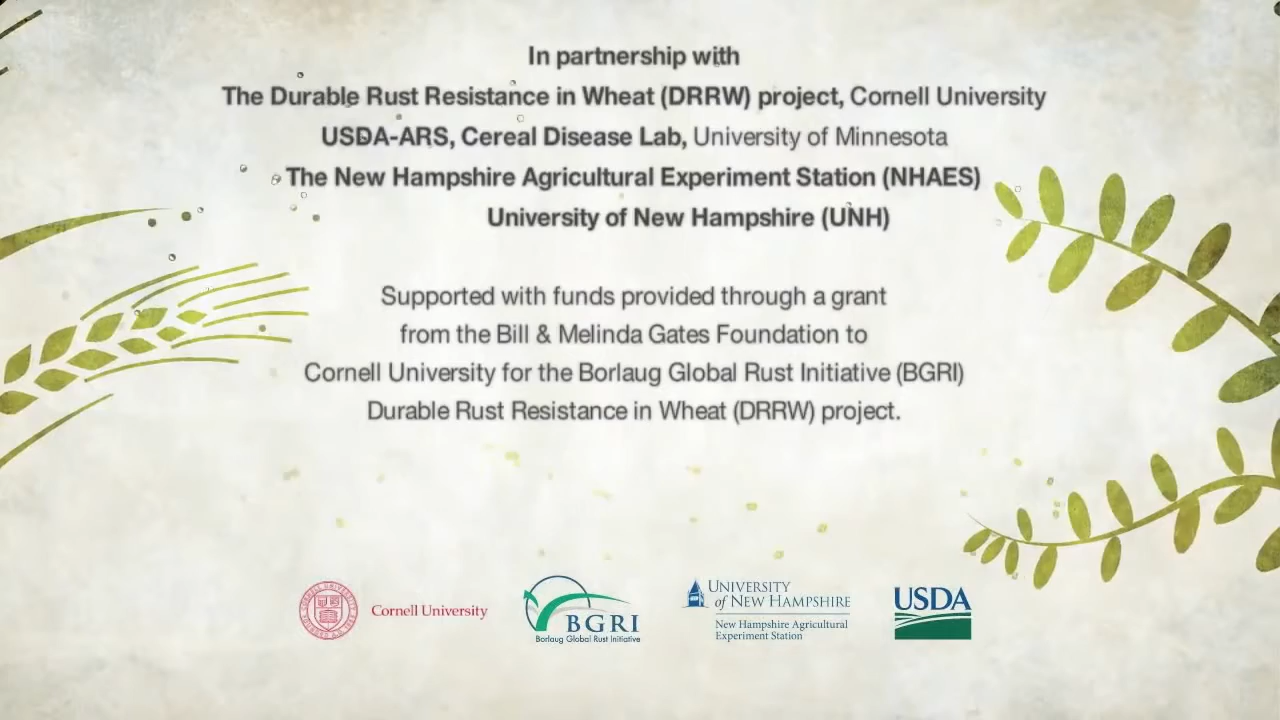 In partnership with
The Durable Rust Resistance in Wheat (DRRW) project, Cornell University
USDA-ARS, Cereal Disease Lab, University of Minnesota
The New Hampshire Agricultural Experiment Station (NHAES)
University of New Hampshire (UNH)
Supported with funds provided through a grant
from the Bill & Melinda Gates Foundation to
Cornell University for the Borlaug Global Rust Initiative (BGRI)
Durable Rust Resistance in Wheat (DRRW) project.
Cornell University
BGRI
Borlaug Global Rust Initiative
UNIVERSITY
of NEW HAMPSHIRE
New Hampshire Agricultural
Experiment Station
USDA